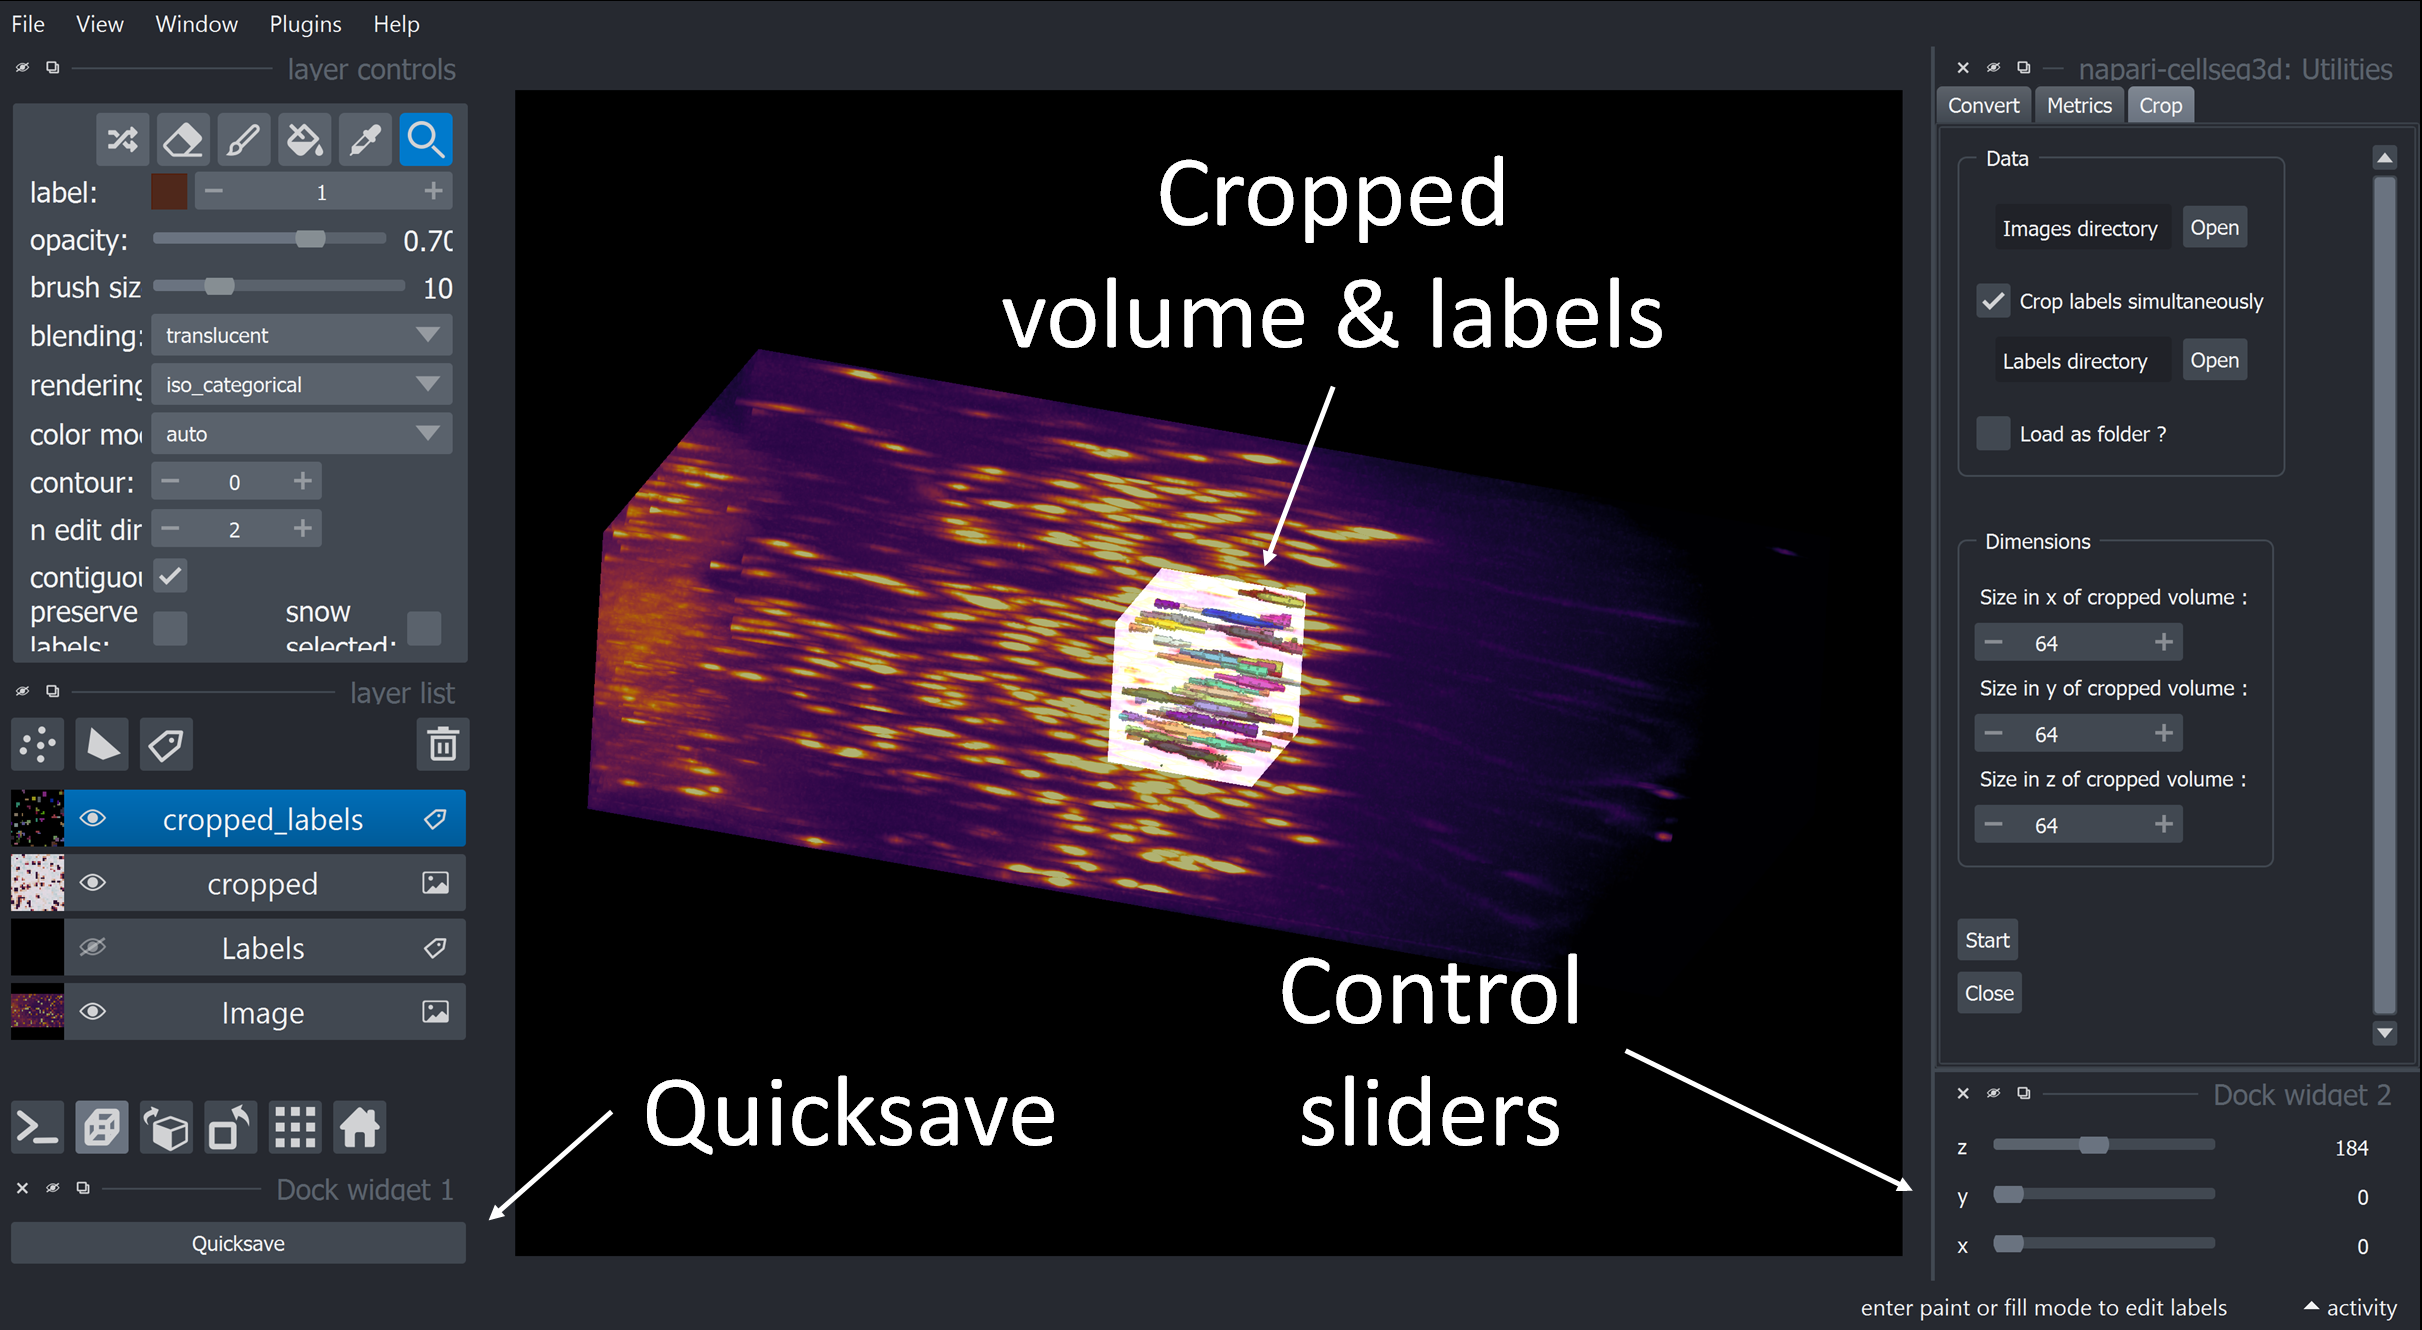 File View Window Plugins Help
layer controls
label: 1
opacity: 0.70
brush siz 10
blending: translucent
rendering iso_categorical
color mo auto
contour: 0
n edit dir 2
contiguou
preserve snow
labels: selected:
layer list
cropped_labels
cropped
Labels
Image
Dock widget 1
Quicksave
Cropped
volume & labels
Control
sliders
Quicksave
napari-cellseg3d: Utilities
Convert Metrics Crop
Data
Images directory Open
Crop labels simultaneously
Labels directory Open
Load as folder ?
Dimensions
Size in x of cropped volume :
64
Size in y of cropped volume :
64
Size in z of cropped volume :
64
Start
Close
Dock widget 2
z 184
y 0
x 0
enter paint or fill mode to edit labels activity